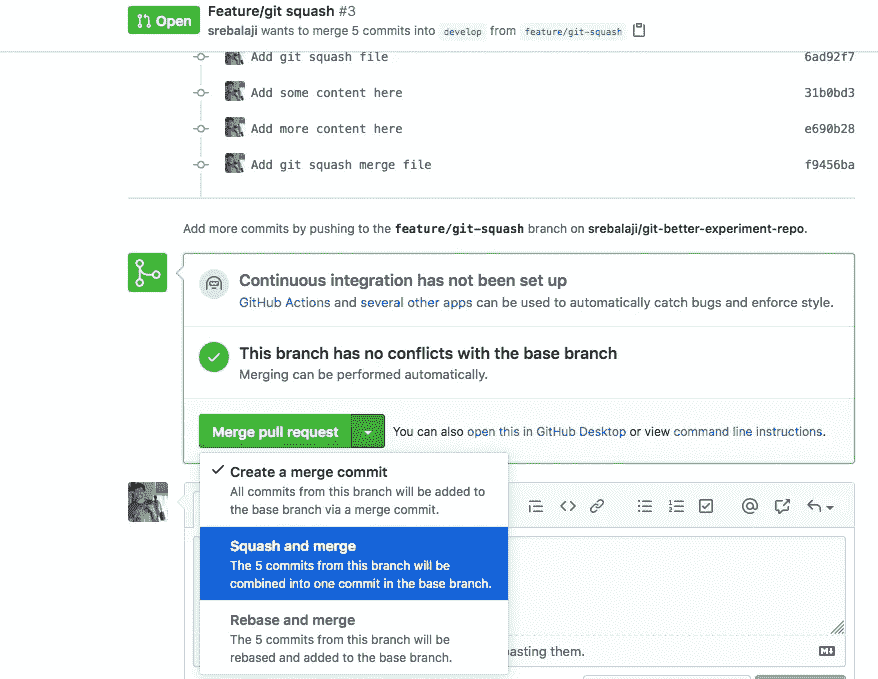 Open
Feature/git squash #3
srebalaji wants to merge 5 commits into develop from feature/git-squash
Add git squash file 6ad92f7
Add some content here 31b0bd3
Add more content here e690b28
Add git squash merge file f9456ba
Add more commits by pushing to the feature/git-squash branch on srebalaji/git-better-experiment-repo.
Continuous integration has not been set up
GitHub Actions and several other apps can be used to automatically catch bugs and enforce style.
This branch has no conflicts with the base branch
Merging can be performed automatically.
Merge pull request You can also open this in GitHub Desktop or view command line instructions.
Create a merge commit
All commits from this branch will be added to
the base branch via a merge commit.
Squash and merge
The 5 commits from this branch will be
combined into one commit in the base branch.
Rebase and merge
The 5 commits from this branch will be
rebased and added to the base branch.
them.